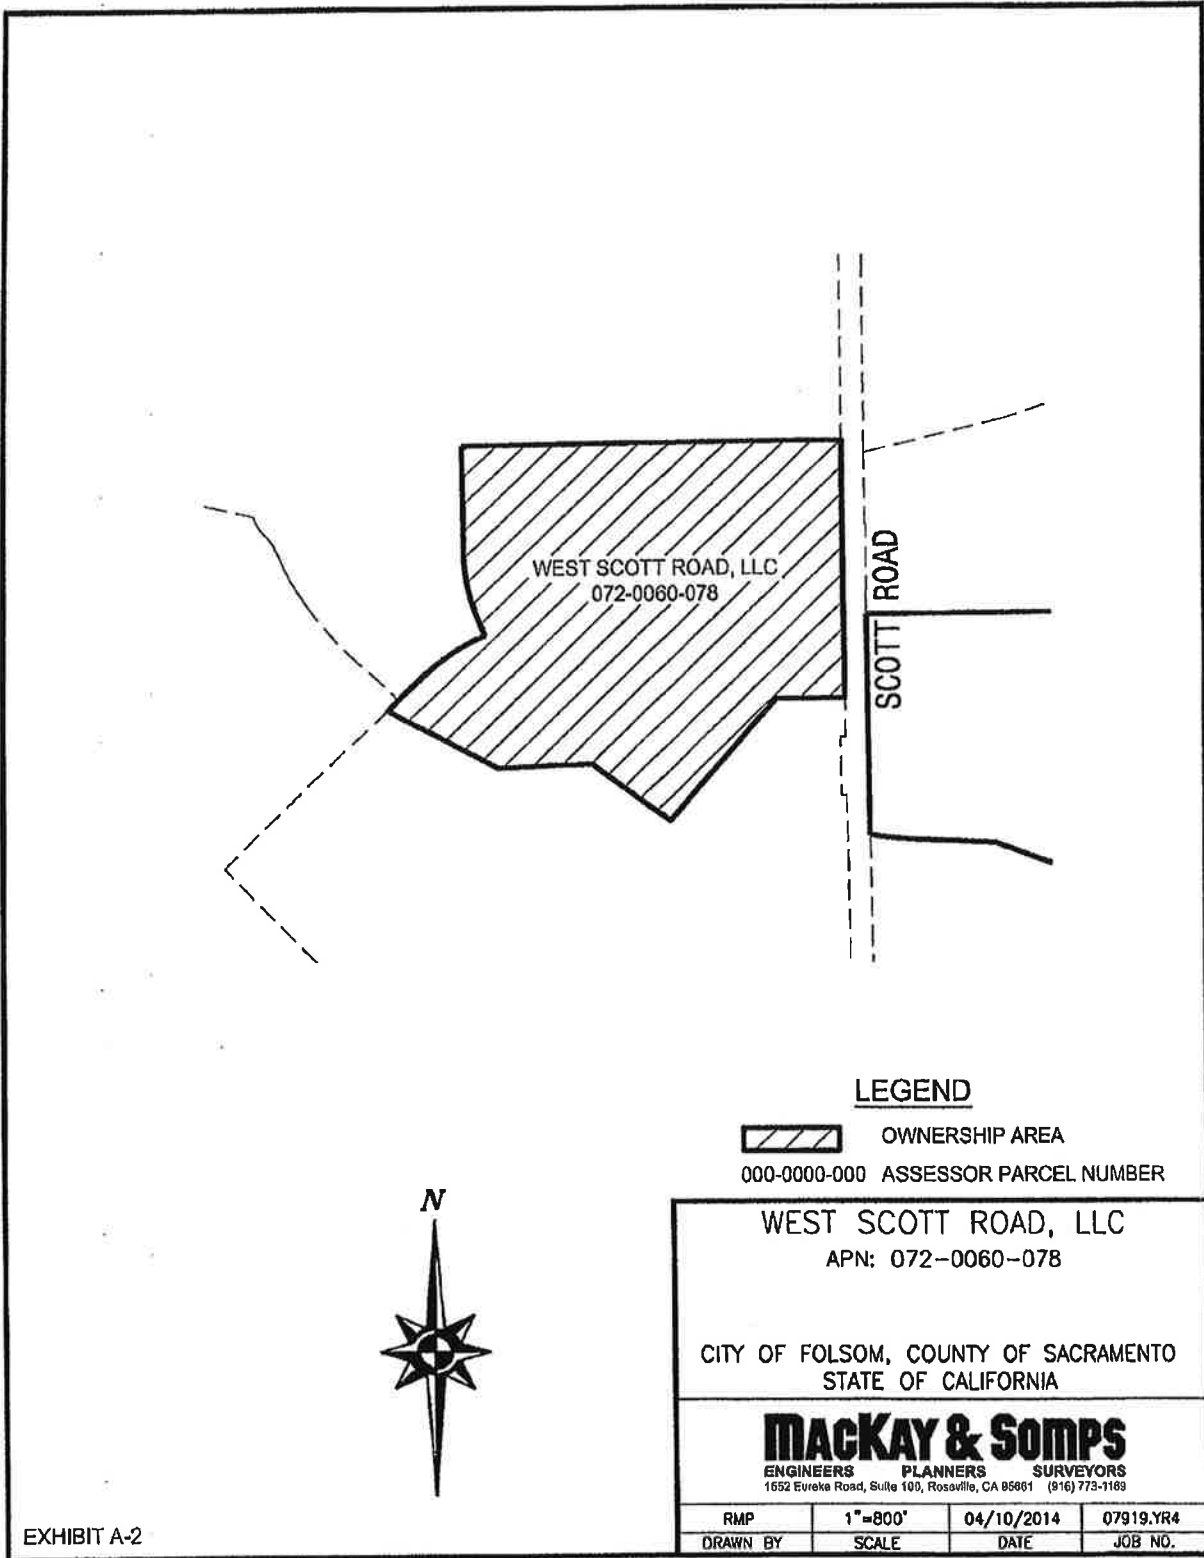 WEST SCOTT ROAD, LLC
072-0060-078
SCOTT ROAD
LEGEND
OWNERSHIP AREA
000-0000-000 ASSESSOR PARCEL NUMBER
N
WEST SCOTT ROAD, LLC
APN: 072-0060-078
CITY OF FOLSOM, COUNTY OF SACRAMENTO
STATE OF CALIFORNIA
MACKAY & SOMPS
ENGINEERS PLANNERS SURVEYORS
1552 Eureka Road, Suite 100, Roseville, CA 95661 (916) 773-1189
RMP 1"=800' 04/10/2014 07919.YR4
DRAWN BY SCALE DATE JOB NO.
EXHIBIT A-2